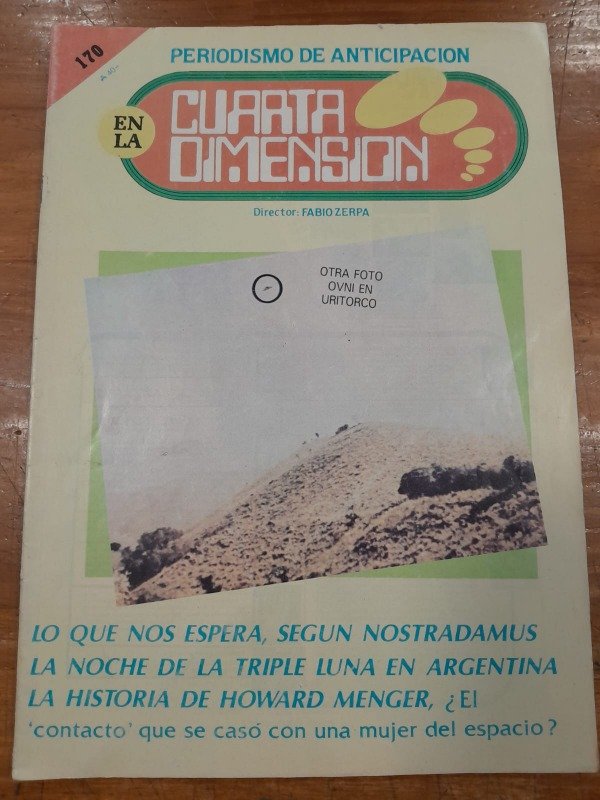 170
PERIODISMO DE ANTICIPACION
EN
LA
CUARTA
DIMENSION
Director: FABIO ZERPA
OTRA FOTO
OVNI EN
URITORCO
LO QUE NOS ESPERA, SEGUN NOSTRADAMUS
LA NOCHE DE LA TRIPLE LUNA EN ARGENTINA
LA HISTORIA DE HOWARD MENGER, ¿El
'contacto' que se casó con una mujer del espacio?